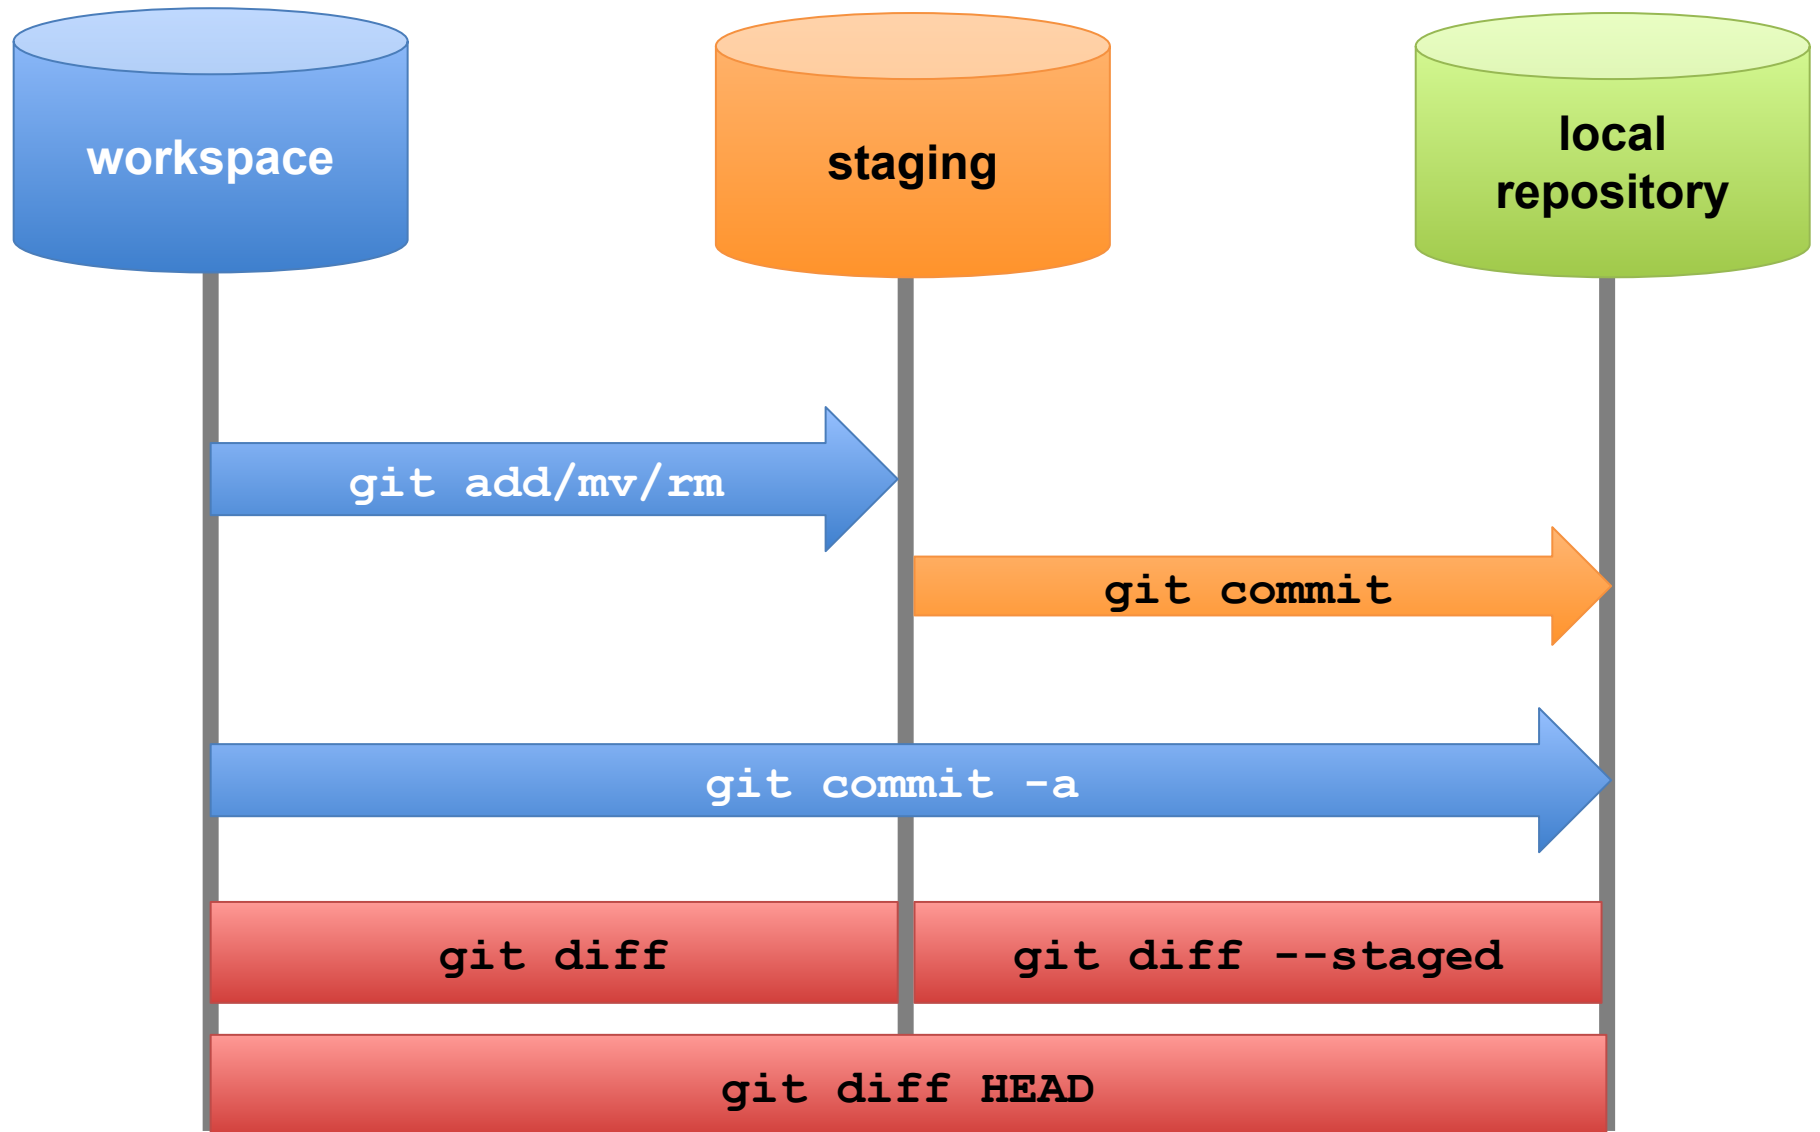 workspace
staging
local
repository
git add/mv/rm
git commit
git commit -a
git diff
git diff --staged
git diff HEAD